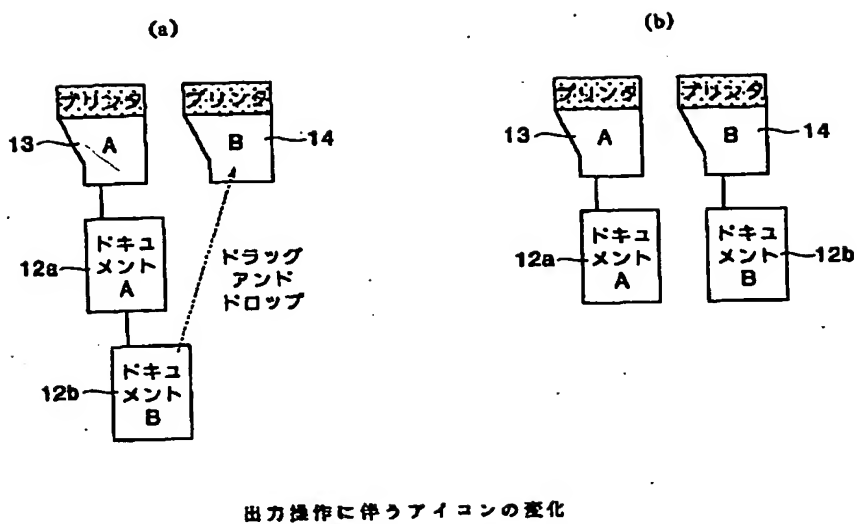 (a)
プリンタ
プリンタ
13
A
B
14
12a
ドキュ
メント
A
ドラッグ
アンド
ドロップ
12b
ドキュ
メント
B
(b)
プリンタ
プリンタ
13
A
B
14
12a
ドキュ
メント
A
ドキュ
メント
B
12b
出力操作に伴うアイコンの変化